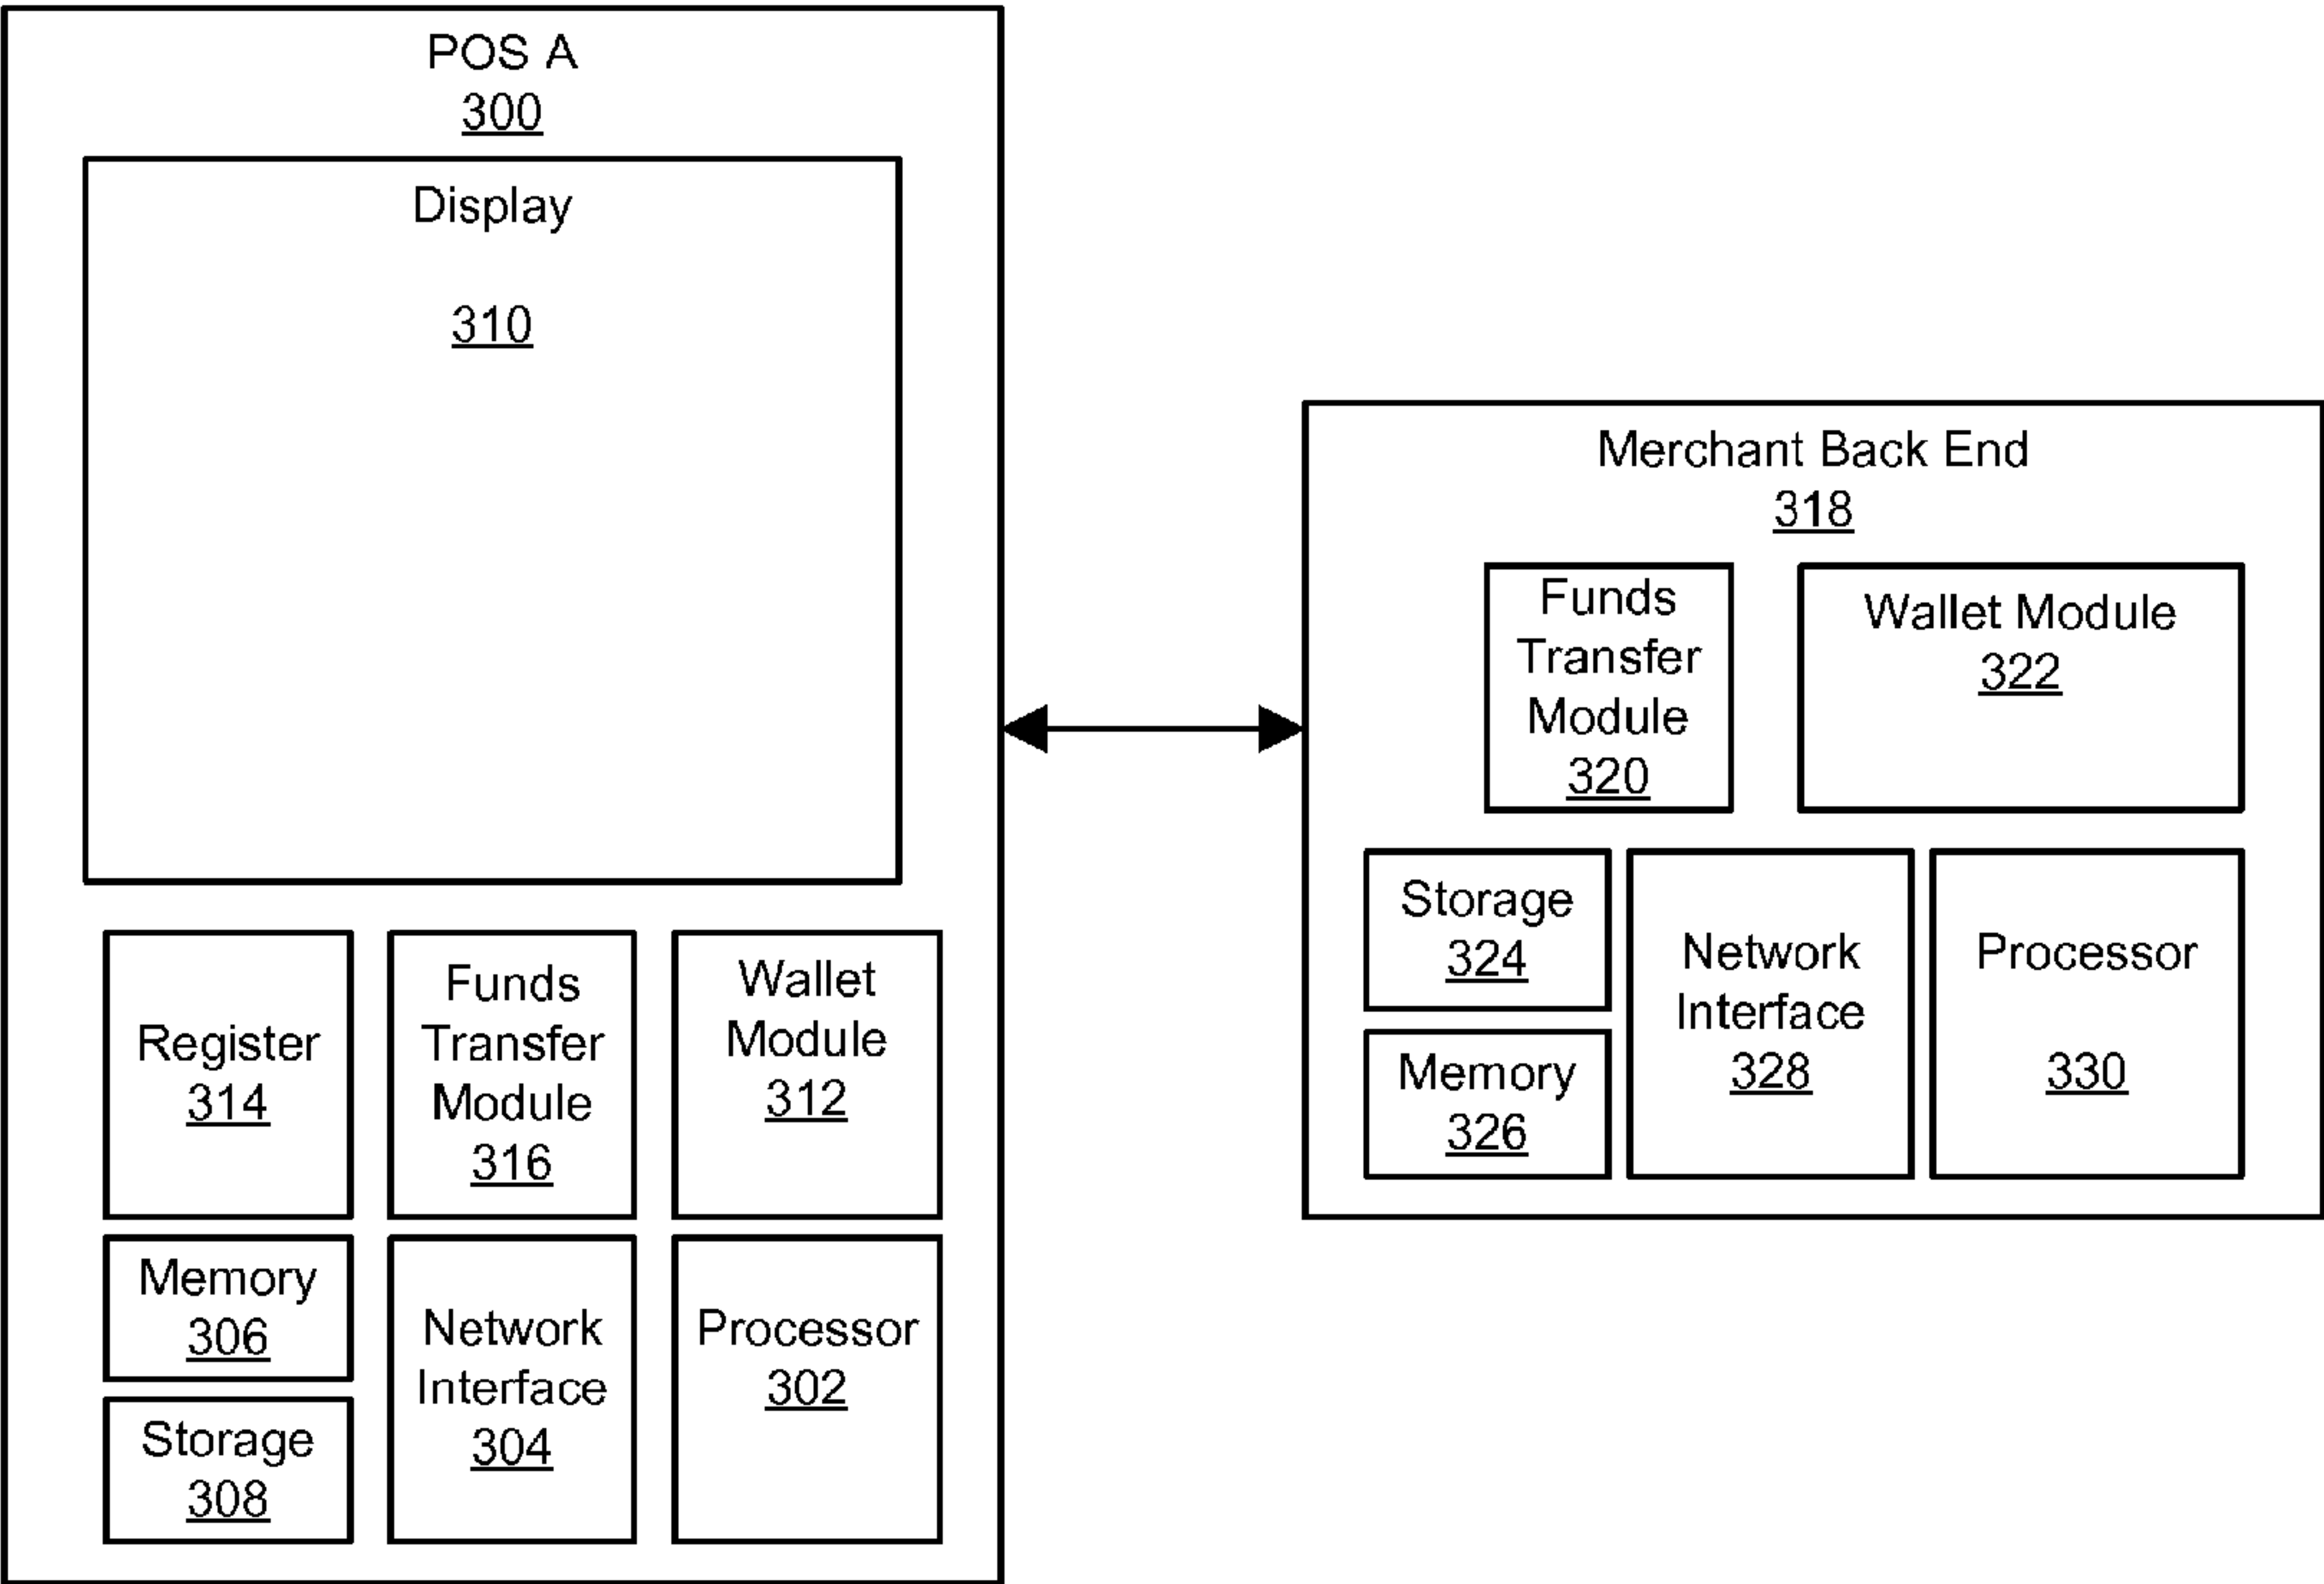 POS A
300
Display
310
Register
314
Funds
Transfer
Module
316
Wallet
Module
312
Memory
306
Storage
308
Network
Interface
304
Processor
302
Merchant Back End
318
Funds
Transfer
Module
320
Wallet Module
322
Storage
324
Memory
326
Network
Interface
328
Processor
330